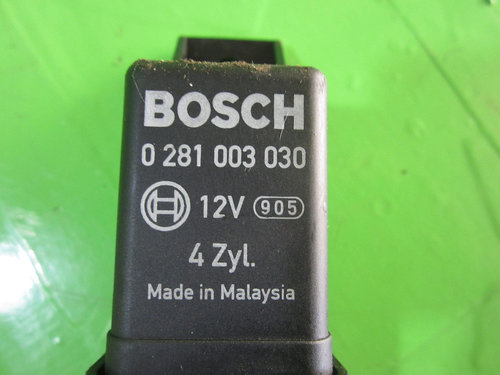 BOSCH
0 281 003 030
12V 905
4 Zyl.
Made in Malaysia